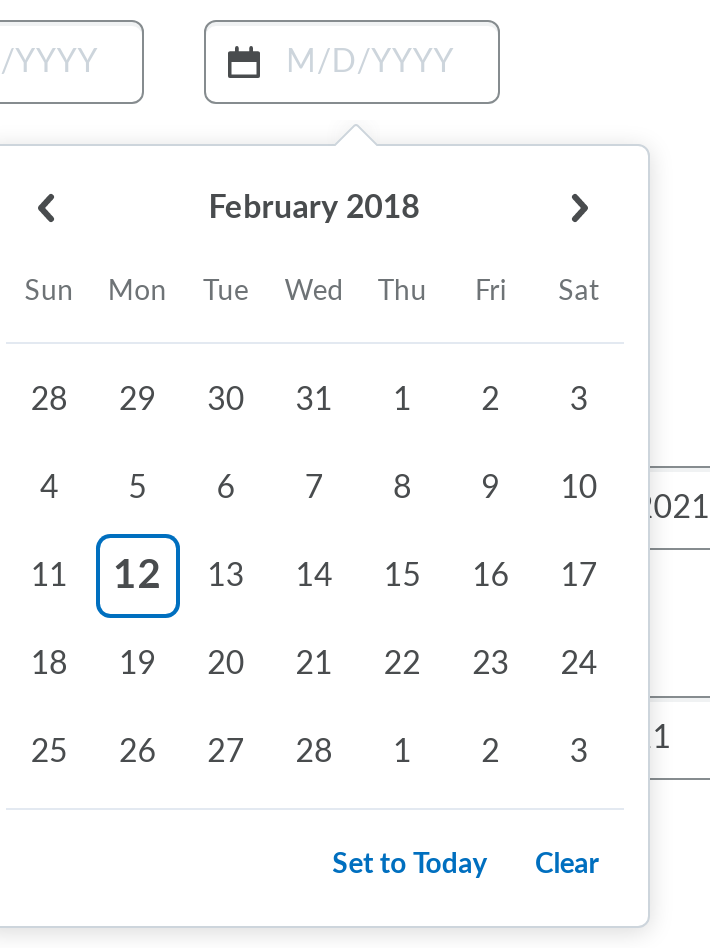 /YYYY M/D/YYYY
February 2018
Sun Mon Tue Wed Thu Fri Sat
28 29 30 31 1 2 3
4 5 6 7 8 9 10
2021
11 12 13 14 15 16 17
18 19 20 21 22 23 24
25 26 27 28 1 2 3
1
Set to Today Clear